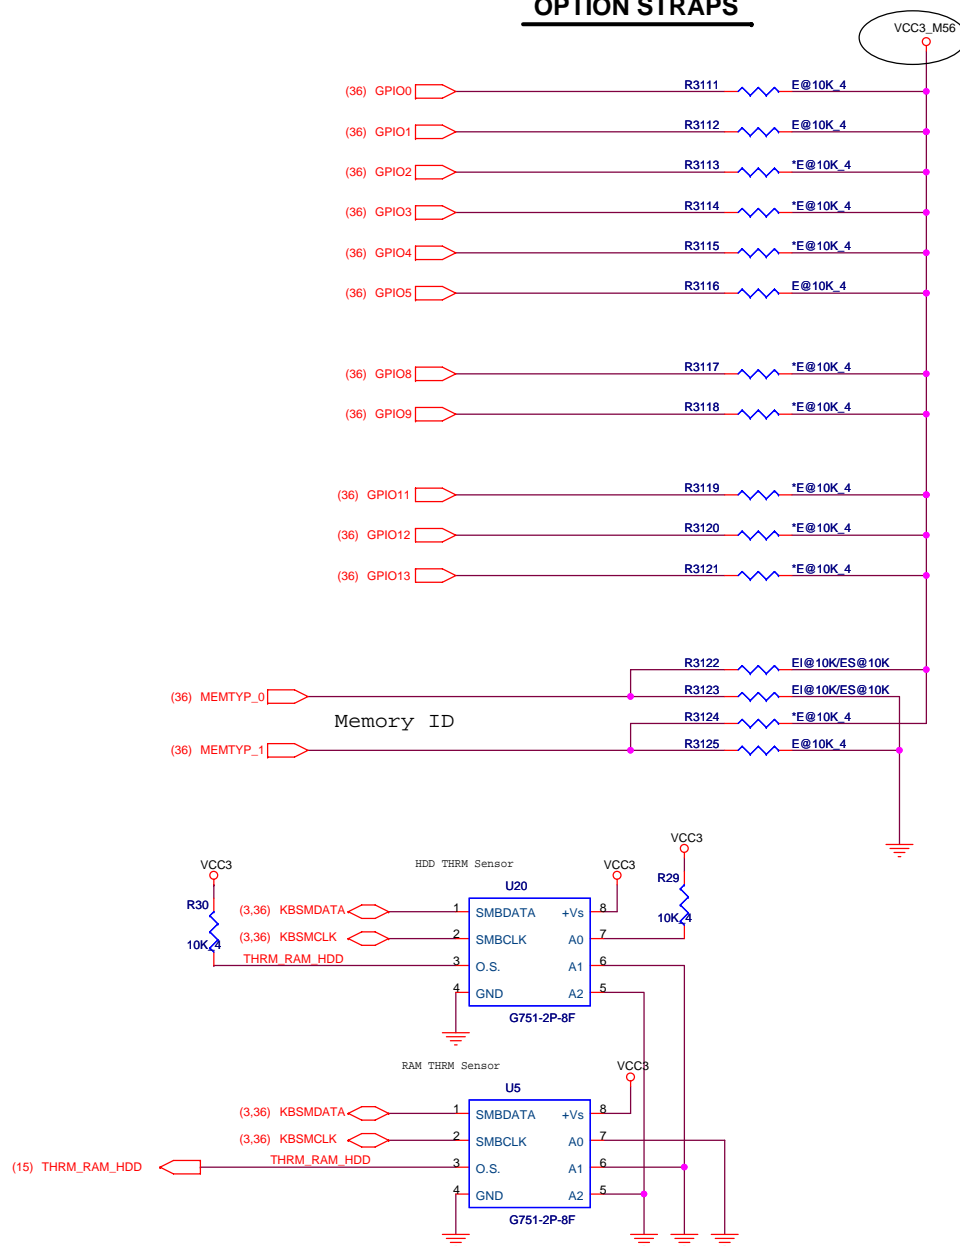 OPTION STRAPS
VCC3_M56
(36) GPIO0 R3111 E@10K_4
(36) GPIO1 R3112 E@10K_4
(36) GPIO2 R3113 *E@10K_4
(36) GPIO3 R3114 *E@10K_4
(36) GPIO4 R3115 *E@10K_4
(36) GPIO5 R3116 E@10K_4
(36) GPIO8 R3117 *E@10K_4
(36) GPIO9 R3118 *E@10K_4
(36) GPIO11 R3119 *E@10K_4
(36) GPIO12 R3120 *E@10K_4
(36) GPIO13 R3121 *E@10K_4
R3122 EI@10K/ES@10K
(36) MEMTYP_0 R3123 EI@10K/ES@10K
Memory ID R3124 *E@10K_4
(36) MEMTYP_1 R3125 E@10K_4
VCC3 HDD THRM Sensor VCC3 VCC3
U20 R29
R30 10K_4
(3,36) KBSMDATA 1 SMBDATA +Vs 8
(3,36) KBSMCLK 2 SMBCLK A0 7
10K_4
THRM_RAM_HDD 3 O.S. A1 6
4 GND A2 5
G751-2P-8F
RAM THRM Sensor VCC3
U5
(3,36) KBSMDATA 1 SMBDATA +Vs 8
(3,36) KBSMCLK 2 SMBCLK A0 7
(15) THRM_RAM_HDD THRM_RAM_HDD 3 O.S. A1 6
4 GND A2 5
G751-2P-8F